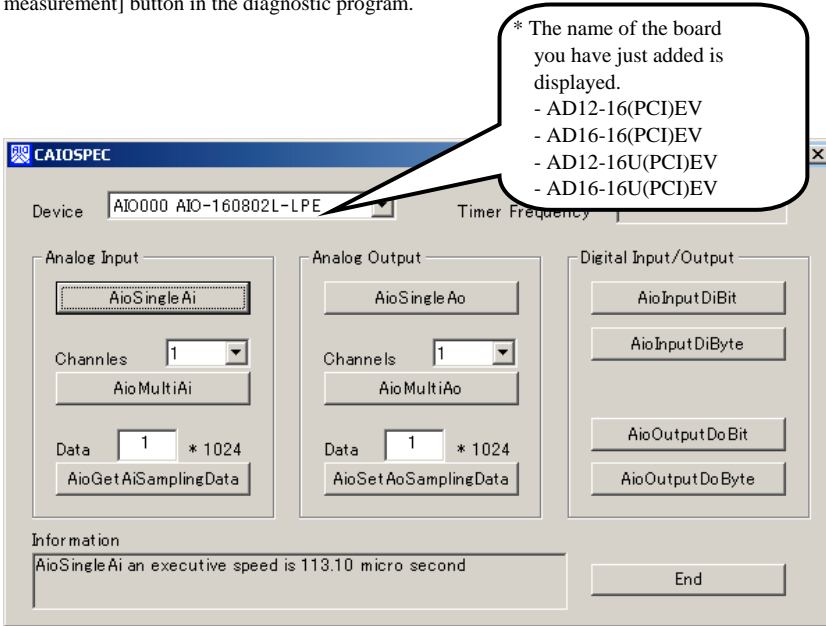 measurement] button in the diagnostic program.
* The name of the board
you have just added is
displayed.
- AD12-16(PCI)EV
- AD16-16(PCI)EV
- AD12-16U(PCI)EV
- AD16-16U(PCI)EV
CAIOSPEC
Device AIO000 AIO-160802L-LPE Timer Frequency
Analog Input
AioSingleAi
Channles 1
AioMultiAi
Data 1 * 1024
AioGetAiSamplingData
Analog Output
AioSingleAo
Channels 1
AioMultiAo
Data 1 * 1024
AioSetAoSamplingData
Digital Input/Output
AioInputDiBit
AioInputDiByte
AioOutputDoBit
AioOutputDoByte
Information
AioSingleAi an executive speed is 113.10 micro second
End